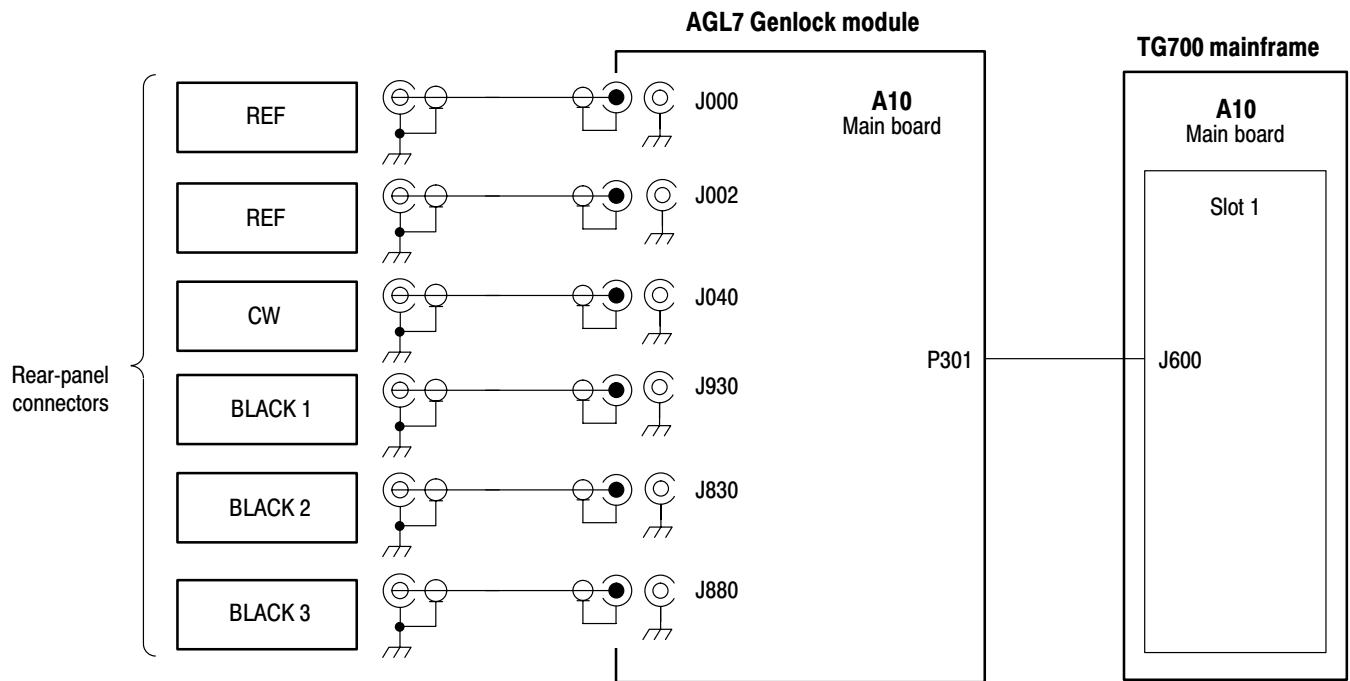 AGL7 Genlock module
TG700 mainframe
REF
J000
A10
Main board
A10
Main board
REF
J002
Slot 1
CW
J040
Rear-panel
connectors
P301
J600
BLACK 1
J930
BLACK 2
J830
BLACK 3
J880